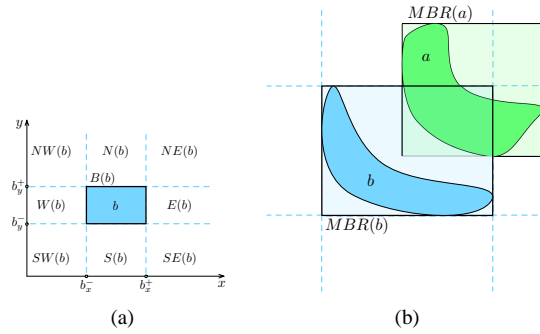 MBR(a)
a
y
NW(b) N(b) NE(b)
B(b)
b_y^+
W(b) b E(b)
b
b_y^-
MBR(b)
SW(b) S(b) SE(b)
b_x^- b_x^+ x
(a) (b)